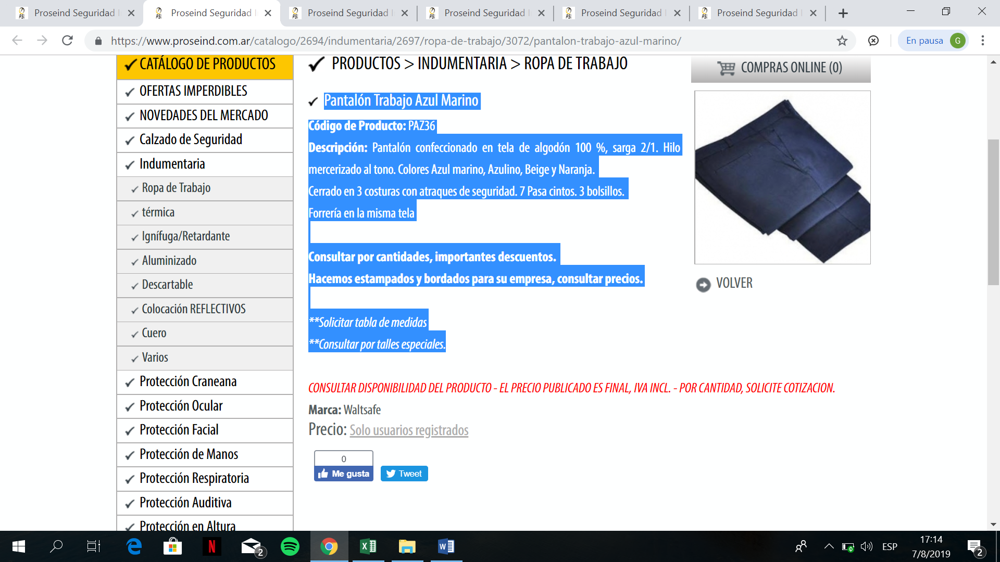 Proseind Seguridad I
Proseind Seguridad I
Proseind Seguridad I
Proseind Seguridad I
Proseind Seguridad I
Proseind Seguridad I
https://www.proseind.com.ar/catalogo/2694/indumentaria/2697/ropa-de-trabajo/3072/pantalon-trabajo-azul-marino/
En pausa
G
CATÁLOGO DE PRODUCTOS
OFERTAS IMPERDIBLES
NOVEDADES DEL MERCADO
Calzado de Seguridad
Indumentaria
Ropa de Trabajo
térmica
Ignífuga/Retardante
Aluminizado
Descartable
Colocación REFLECTIVOS
Cuero
Varios
Protección Craneana
Protección Ocular
Protección Facial
Protección de Manos
Protección Respiratoria
Protección Auditiva
Protección en Altura
PRODUCTOS > INDUMENTARIA > ROPA DE TRABAJO
Pantalón Trabajo Azul Marino
Código de Producto: PAZ36
Descripción: Pantalón confeccionado en tela de algodón 100 %, sarga 2/1. Hilo
mercerizado al tono. Colores Azul marino, Azulino, Beige y Naranja.
Cerrado en 3 costuras con atraques de seguridad. 7 Pasa cintos. 3 bolsillos.
Forrería en la misma tela
Consultar por cantidades, importantes descuentos.
Hacemos estampados y bordados para su empresa, consultar precios.
**Solicitar tabla de medidas
**Consultar por talles especiales.
CONSULTAR DISPONIBILIDAD DEL PRODUCTO - EL PRECIO PUBLICADO ES FINAL, IVA INCL. - POR CANTIDAD, SOLICITE COTIZACION.
Marca: Waltsafe
Precio: Solo usuarios registrados
0
Me gusta
Tweet
COMPRAS ONLINE (0)
VOLVER
2
ESP
17:14
7/8/2019
2